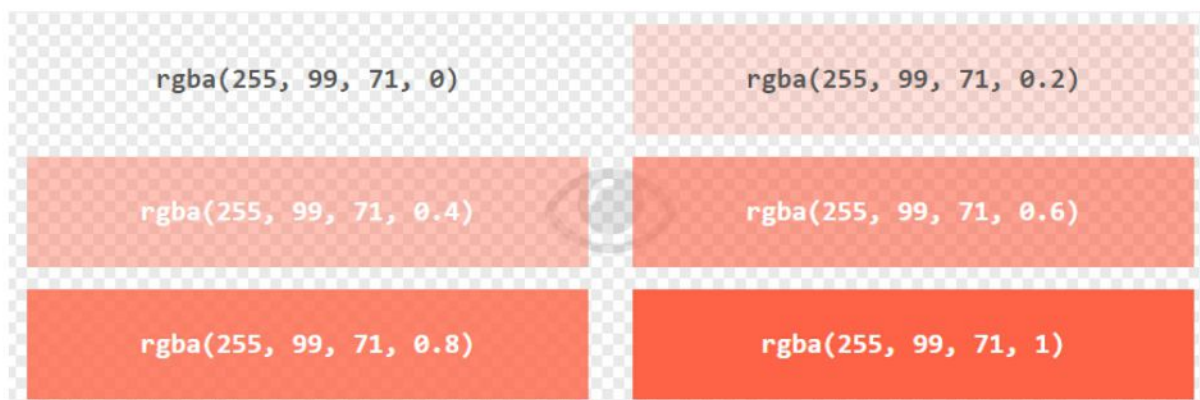 rgba(255, 99, 71, 0)
rgba(255, 99, 71, 0.2)
rgba(255, 99, 71, 0.4)
rgba(255, 99, 71, 0.6)
rgba(255, 99, 71, 0.8)
rgba(255, 99, 71, 1)